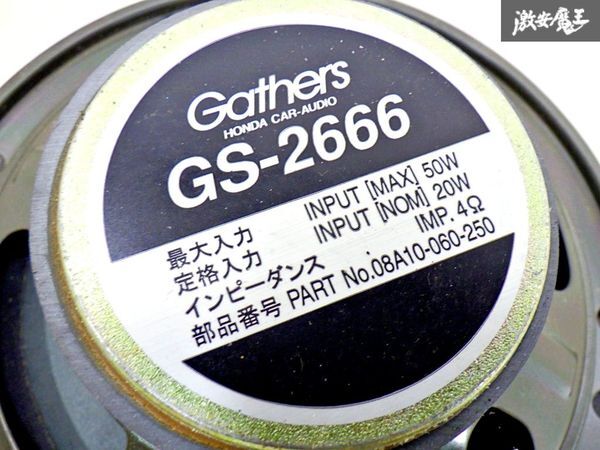 激安魔王
Gathers
HONDA CAR-AUDIO
GS-2666
最大入力 INPUT [MAX] 50W
定格入力 INPUT [NOM] 20W
インピーダンス IMP. 4Ω
部品番号 PART No.08A10-060-250